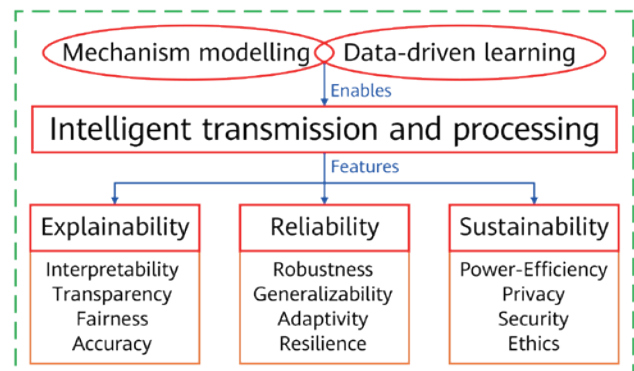 Mechanism modelling Data-driven learning
Enables
Intelligent transmission and processing
Features
Explainability
Interpretability
Transparency
Fairness
Accuracy
Reliability
Robustness
Generalizability
Adaptivity
Resilience
Sustainability
Power-Efficiency
Privacy
Security
Ethics